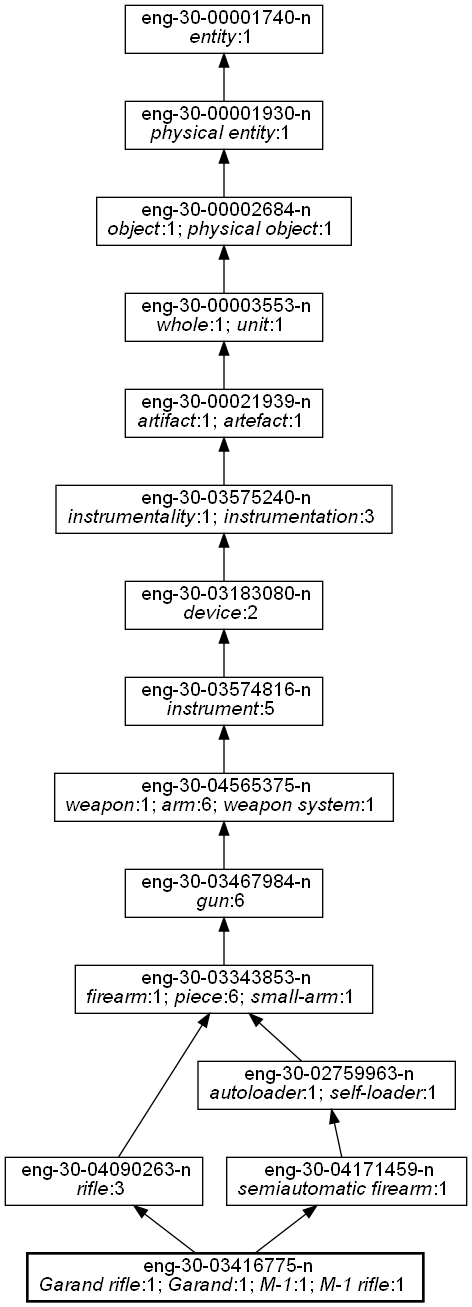 eng-30-00001740-n
entity:1
eng-30-00001930-n
physical entity:1
eng-30-00002684-n
object:1; physical object:1
eng-30-00003553-n
whole:1; unit:1
eng-30-00021939-n
artifact:1; artefact:1
eng-30-03575240-n
instrumentality:1; instrumentation:3
eng-30-03183080-n
device:2
eng-30-03574816-n
instrument:5
eng-30-04565375-n
weapon:1; arm:6; weapon system:1
eng-30-03467984-n
gun:6
eng-30-03343853-n
firearm:1; piece:6; small-arm:1
eng-30-02759963-n
autoloader:1; self-loader:1
eng-30-04090263-n
rifle:3
eng-30-04171459-n
semiautomatic firearm:1
eng-30-03416775-n
Garand rifle:1; Garand:1; M-1:1; M-1 rifle:1